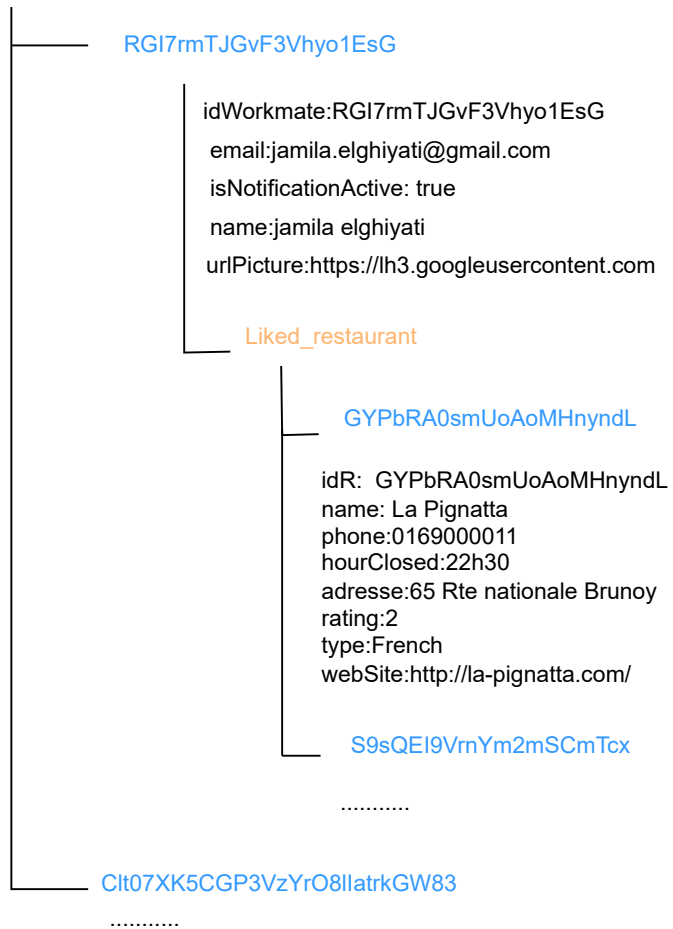 RGI7rmTJGvF3Vhyo1EsG
idWorkmate:RGI7rmTJGvF3Vhyo1EsG
email:jamila.elghiyati@gmail.com
isNotificationActive: true
name:jamila elghiyati
urlPicture:https://lh3.googleusercontent.com
Liked_restaurant
GYPbRA0smUoAoMHnyndL
idR: GYPbRA0smUoAoMHnyndL
name: La Pignatta
phone:0169000011
hourClosed:22h30
adresse:65 Rte nationale Brunoy
rating:2
type:French
webSite:http://la-pignatta.com/
S9sQEI9VrnYm2mSCmTcx
...........
Clt07XK5CGP3VzYrO8lIatrkGW83
...........